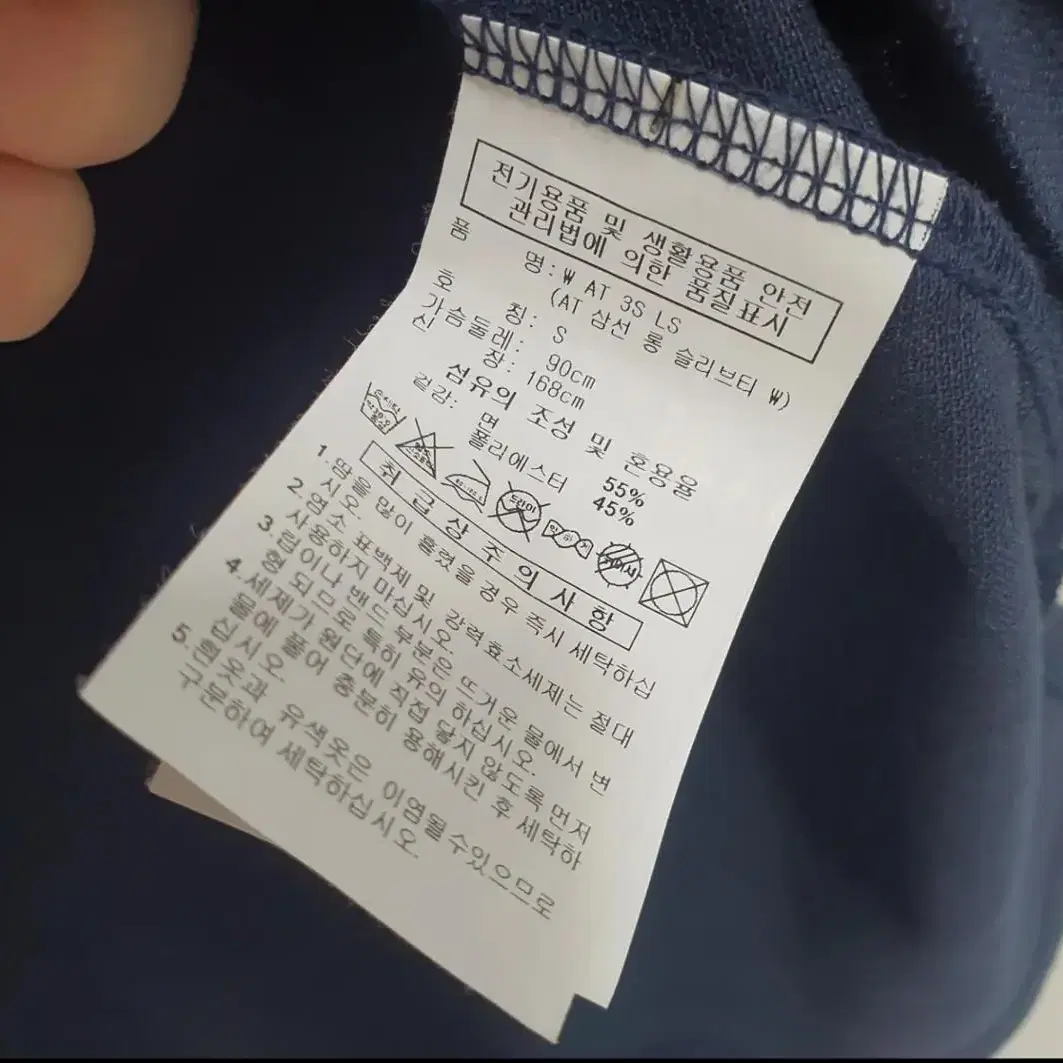 전기용품 및 생활용품 안전
관리법에 의한 품질표시
품 명: W AT 3S LS
(AT 삼선 롱 슬리브티 W)
호 칭: S
가슴둘레: 90cm
신 장: 168cm
섬유의 조성 및 혼용율
겉감: 면 55%
폴리에스터 45%
취 급 상 주 의 사 항
1.땀을 많이 흘렸을 경우 즉시 세탁하십
시오.
2.염소 표백제 및 강력효소세제는 절대
사용하지 마십시오.
3.립이나 밴드 부분은 뜨거운 물에서 변
형 되므로 특히 유의 하십시오.
4.세제가 원단에 직접 닿지 않도록 먼저
물에 풀어 충분히 용해시킨 후 세탁하
십시오.
5.흰옷과 유색옷은 이염될수있으므로
구분하여 세탁하십시오.